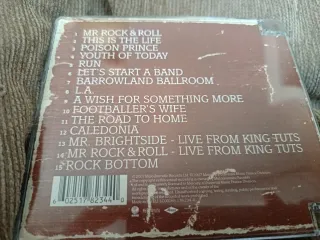 1 MR ROCK & ROLL
2 THIS IS THE LIFE
3 POISON PRINCE
4 YOUTH OF TODAY
5 RUN
6 LET'S START A BAND
7 BARROWLAND BALLROOM
8 L.A.
9 A WISH FOR SOMETHING MORE
10 FOOTBALLER'S WIFE
11 THE ROAD TO HOME
12 CALEDONIA
13 MR. BRIGHTSIDE - LIVE FROM KING TUTS
14 MR ROCK & ROLL - LIVE FROM KING TUTS
15 ROCK BOTTOM